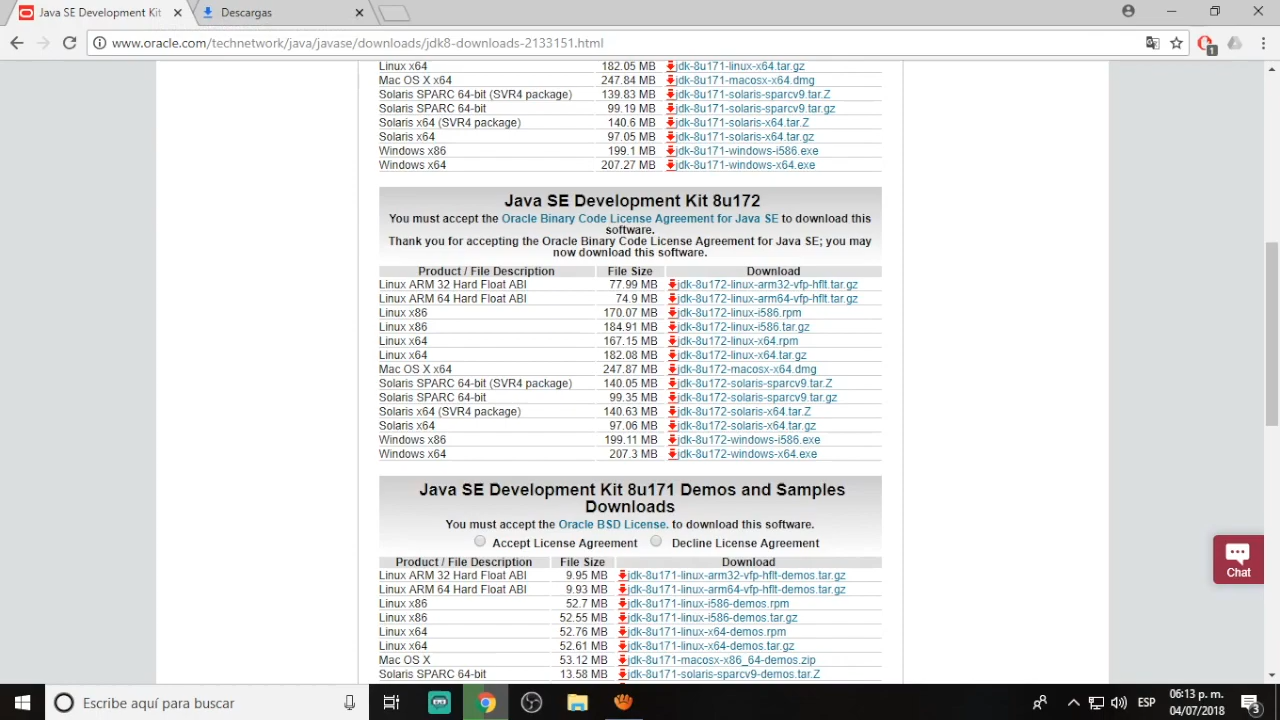 Java SE Development Kit
Descargas
www.oracle.com/technetwork/java/javase/downloads/jdk8-downloads-2133151.html
1
Linux x64 182.05 MB jdk-8u171-linux-x64.tar.gz
Mac OS X x64 247.84 MB jdk-8u171-macosx-x64.dmg
Solaris SPARC 64-bit (SVR4 package) 139.83 MB jdk-8u171-solaris-sparcv9.tar.Z
Solaris SPARC 64-bit 99.19 MB jdk-8u171-solaris-sparcv9.tar.gz
Solaris x64 (SVR4 package) 140.6 MB jdk-8u171-solaris-x64.tar.Z
Solaris x64 97.05 MB jdk-8u171-solaris-x64.tar.gz
Windows x86 199.1 MB jdk-8u171-windows-i586.exe
Windows x64 207.27 MB jdk-8u171-windows-x64.exe
Java SE Development Kit 8u172
You must accept the Oracle Binary Code License Agreement for Java SE to download this
software.
Thank you for accepting the Oracle Binary Code License Agreement for Java SE; you may
now download this software.
Product / File Description File Size Download
Linux ARM 32 Hard Float ABI 77.99 MB jdk-8u172-linux-arm32-vfp-hflt.tar.gz
Linux ARM 64 Hard Float ABI 74.9 MB jdk-8u172-linux-arm64-vfp-hflt.tar.gz
Linux x86 170.07 MB jdk-8u172-linux-i586.rpm
Linux x86 184.91 MB jdk-8u172-linux-i586.tar.gz
Linux x64 167.15 MB jdk-8u172-linux-x64.rpm
Linux x64 182.08 MB jdk-8u172-linux-x64.tar.gz
Mac OS X x64 247.87 MB jdk-8u172-macosx-x64.dmg
Solaris SPARC 64-bit (SVR4 package) 140.05 MB jdk-8u172-solaris-sparcv9.tar.Z
Solaris SPARC 64-bit 99.35 MB jdk-8u172-solaris-sparcv9.tar.gz
Solaris x64 (SVR4 package) 140.63 MB jdk-8u172-solaris-x64.tar.Z
Solaris x64 97.06 MB jdk-8u172-solaris-x64.tar.gz
Windows x86 199.11 MB jdk-8u172-windows-i586.exe
Windows x64 207.3 MB jdk-8u172-windows-x64.exe
Java SE Development Kit 8u171 Demos and Samples
Downloads
You must accept the Oracle BSD License. to download this software.
Accept License Agreement Decline License Agreement
Product / File Description File Size Download
Linux ARM 32 Hard Float ABI 9.95 MB jdk-8u171-linux-arm32-vfp-hflt-demos.tar.gz
Linux ARM 64 Hard Float ABI 9.93 MB jdk-8u171-linux-arm64-vfp-hflt-demos.tar.gz
Linux x86 52.7 MB jdk-8u171-linux-i586-demos.rpm
Linux x86 52.55 MB jdk-8u171-linux-i586-demos.tar.gz
Linux x64 52.76 MB jdk-8u171-linux-x64-demos.rpm
Linux x64 52.61 MB jdk-8u171-linux-x64-demos.tar.gz
Mac OS X 53.12 MB jdk-8u171-macosx-x86_64-demos.zip
Solaris SPARC 64-bit 13.58 MB jdk-8u171-solaris-sparcv9-demos.tar.Z
Chat
Escribe aquí para buscar
ESP
06:13 p. m.
04/07/2018
3